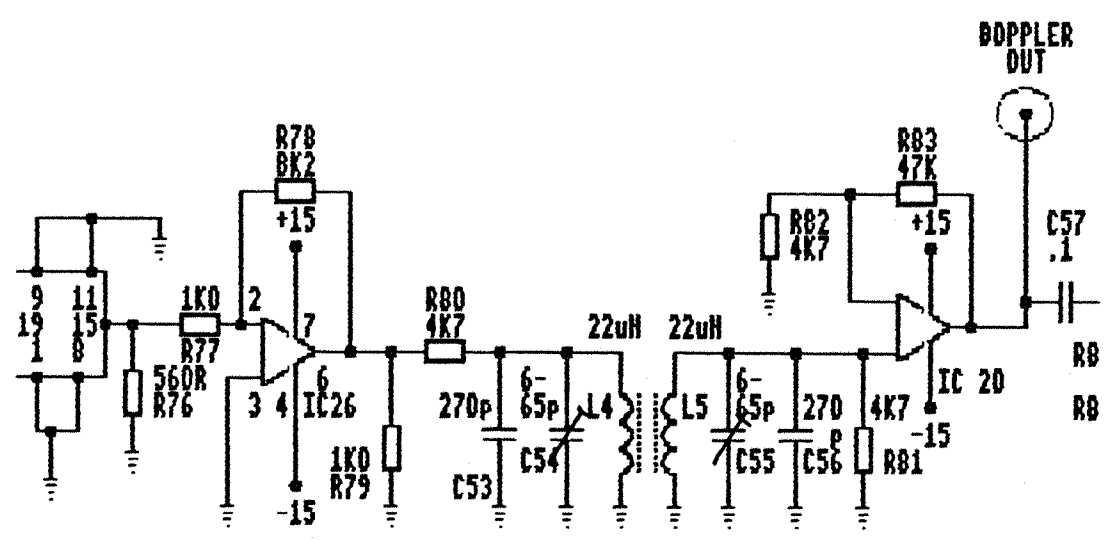 DOPPLER
OUT
R78
8K2
+15
R83
47K
+15
R82
4K7
C57
.1
9 11
19 15
1 8
1K0
R77
2
7
6
3 4
IC26
560R
R76
R80
4K7
22uH
22uH
IC 20
-15
R8
R8
270p
C53
6-
65p
C54
L4
L5
6-
65p
C55
270
p
C56
4K7
R81
1K0
R79
-15